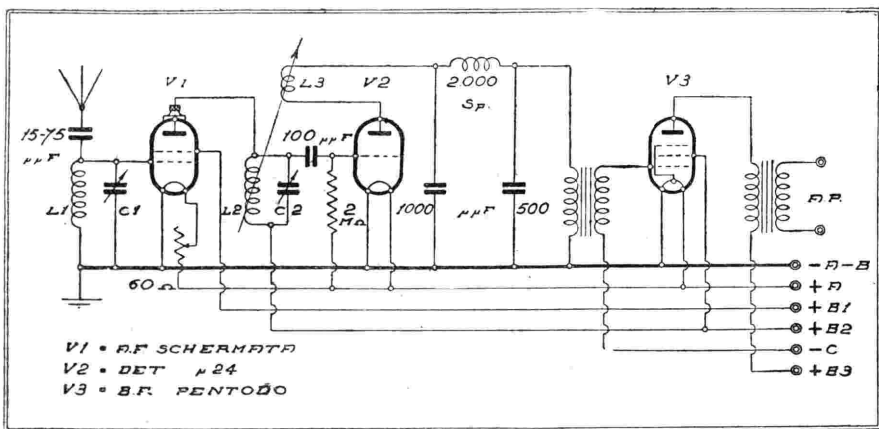 V1
L3
V2
2.000
Sp.
V3
15-75
µµF
100 µµF
L1
C1
L2
C2
2
MΩ
1000
µµF
500
A.P.
60 Ω
- A - B
+ A
+ B1
+ B2
- C
+ B3
V1 = A.F SCHERMATA
V2 = DET µ 24
V3 = B.F. PENTODO